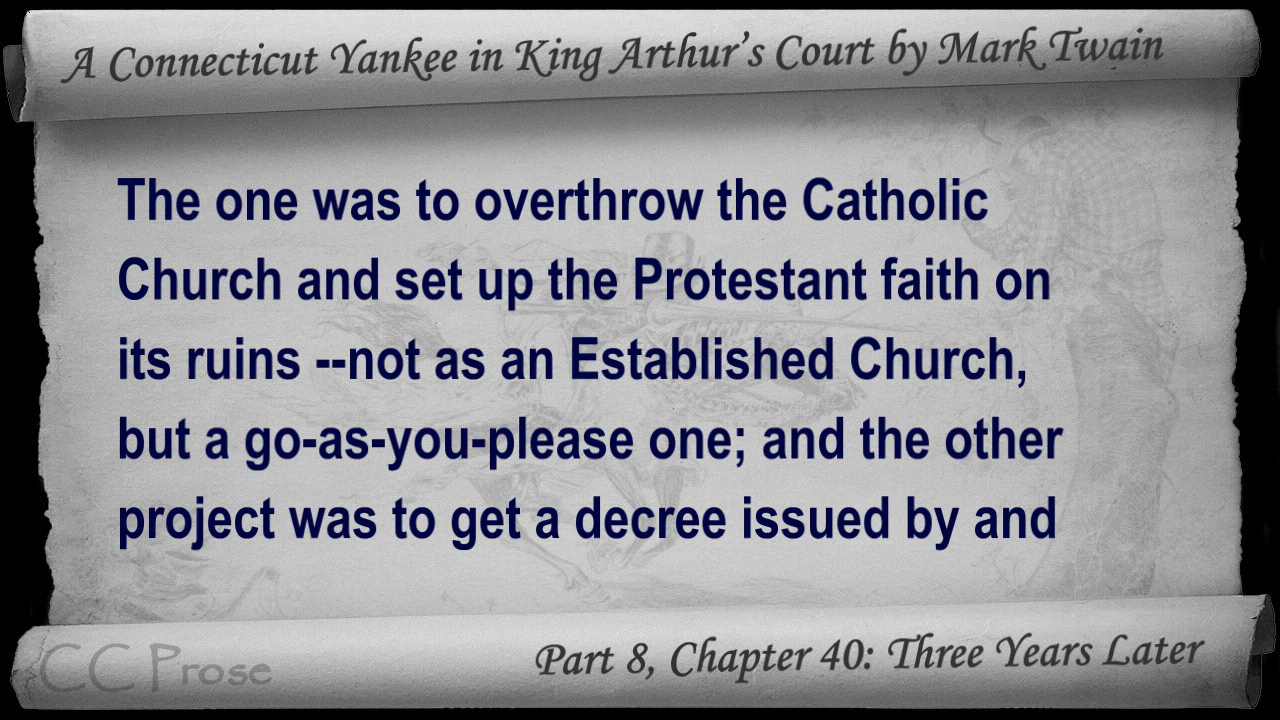 A Connecticut Yankee in King Arthur's Court by Mark Twain
The one was to overthrow the Catholic
Church and set up the Protestant faith on
its ruins --not as an Established Church,
but a go-as-you-please one; and the other
project was to get a decree issued by and
CC Prose
Part 8, Chapter 40: Three Years Later